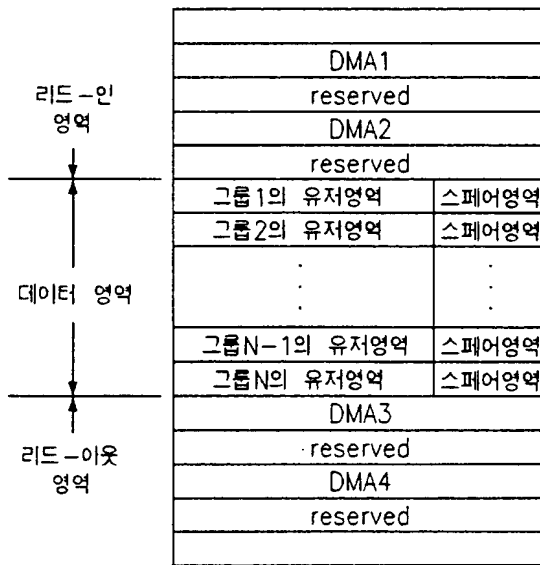 DMA1
reserved
DMA2
reserved
리드-인
영역
그룹1의 유저영역 스페어영역
그룹2의 유저영역 스페어영역
데이터 영역
그룹N-1의 유저영역 스페어영역
그룹N의 유저영역 스페어영역
DMA3
reserved
DMA4
reserved
리드-아웃
영역